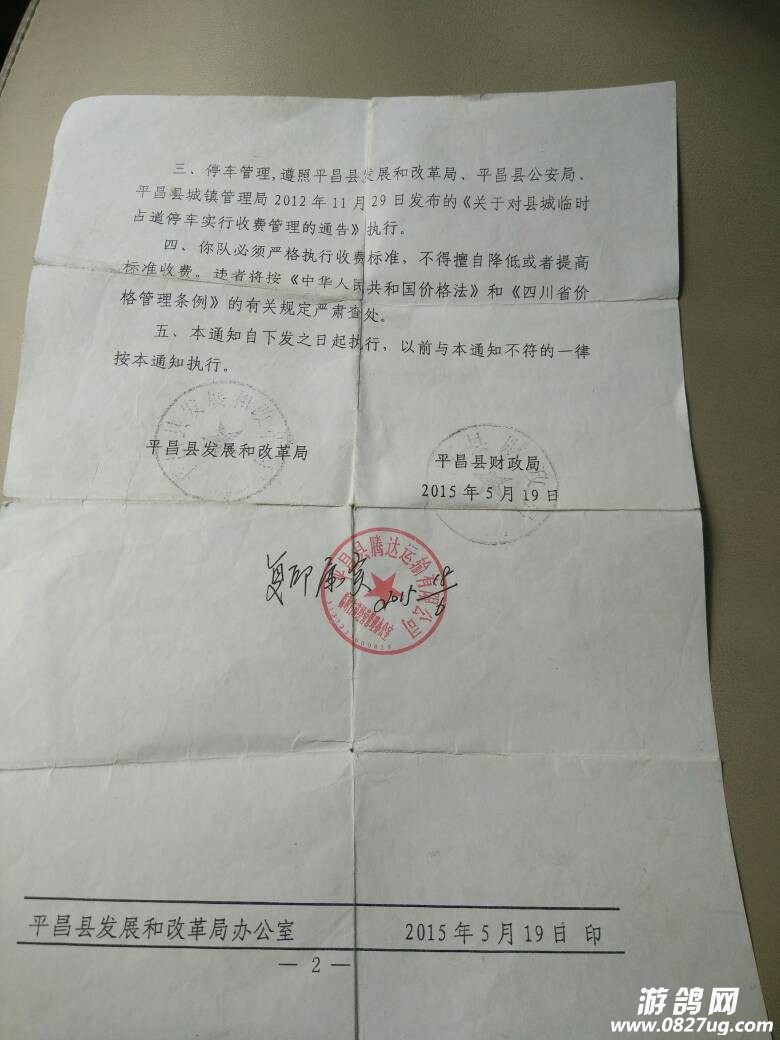 三、停车管理,遵照平昌县发展和改革局、平昌县公安局、
平昌县城镇管理局2012年11月29日发布的《关于对县城临时
占道停车实行收费管理的通告》执行。
四、你队必须严格执行收费标准，不得擅自降低或者提高
标准收费。违者将按《中华人民共和国价格法》和《四川省价
格管理条例》的有关规定严肃查处。
五、本通知自下发之日起执行，以前与本通知不符的一律
按本通知执行。
平昌县发展和改革局
平昌县财政局
2015年5月19日
平昌县腾达运输有限公司
复印属实
2015
平昌县发展和改革局办公室
2015年5月19日 印
— 2 —
游鸽网
www.0827ug.com